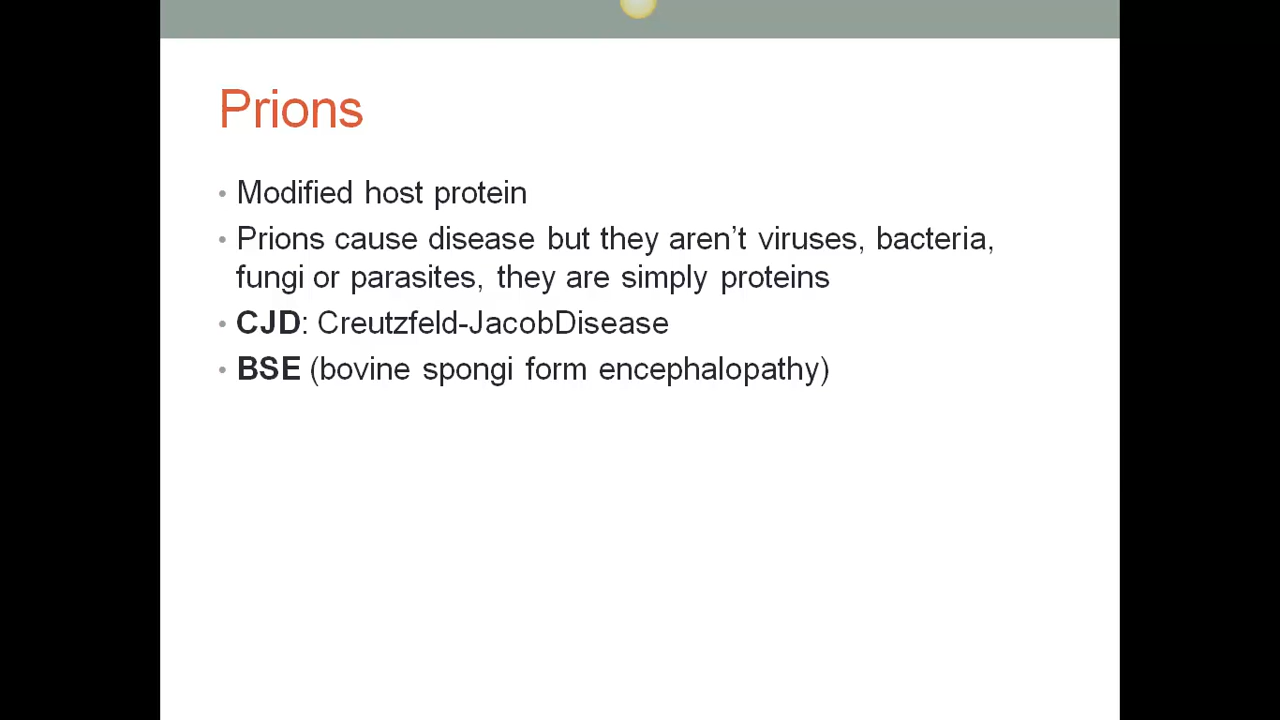 Prions
• Modified host protein
• Prions cause disease but they aren’t viruses, bacteria,
fungi or parasites, they are simply proteins
• CJD: Creutzfeld-JacobDisease
• BSE (bovine spongi form encephalopathy)